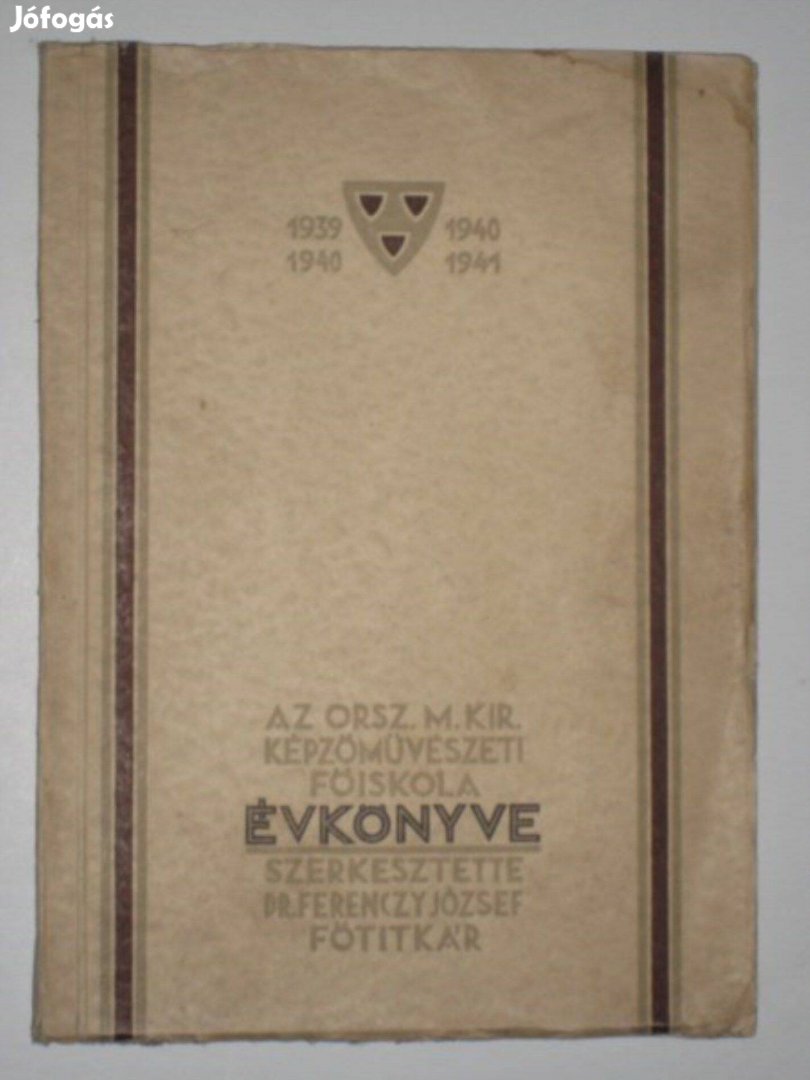 Jófogás
1939 1940
1940 1941
AZ ORSZ. M. KIR.
KÉPZŐMŰVÉSZETI
FŐISKOLA
ÉVKÖNYVE
SZERKESZTETTE
DR. FERENCZY JÓZSEF
FŐTITKÁR